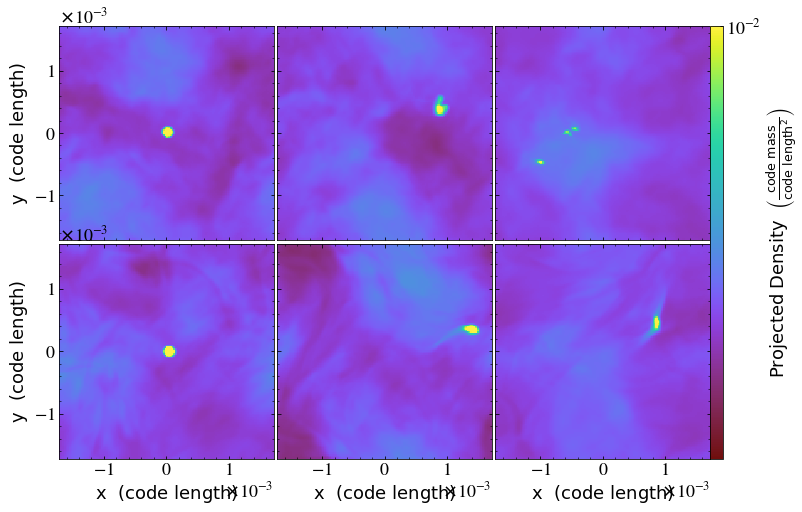 ×10⁻³
10⁻²
1
0
−1
y (code length)
×10⁻³
1
0
−1
y (code length)
Projected Density (code mass / code length²)
−1 0 1 −1 0 1 −1 0 1
×10⁻³ ×10⁻³ ×10⁻³
x (code length) x (code length) x (code length)